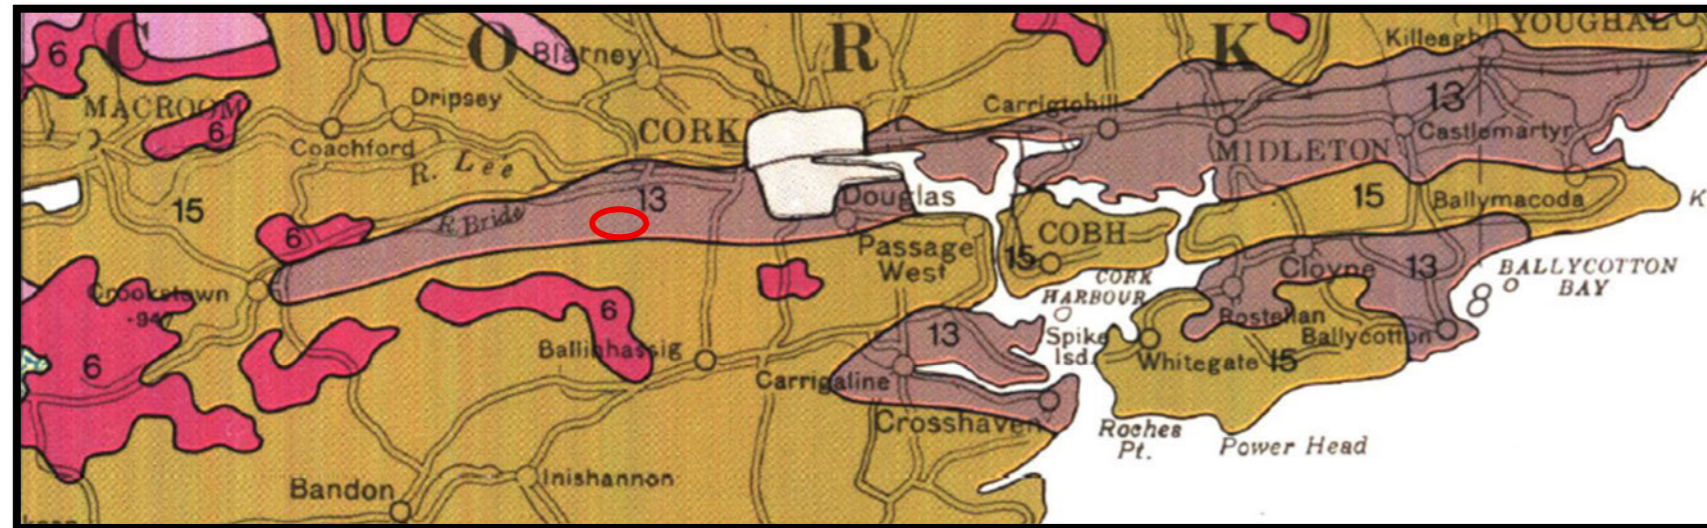 C O R K
YOUGHAL
Killeagh
Blarney
6
MACROOM
Dripsey
6
CORK
Carrigtohill
13
Castlemartyr
Coachford
R. Lee
MIDLETON
15
R Bride
13
Douglas
15
Ballymacoda
K
6
Passage
West
COBH
15
CORK
HARBOUR
Cloyne
13
BALLYCOTTON
BAY
Crookstown
6
8
Rostellan
13
Spike
Isd.
Ballycotton
Ballinhassig
Whitegate 15
6
Carrigaline
Crosshaven
Roches
Pt.
Power Head
Inishannon
Bandon